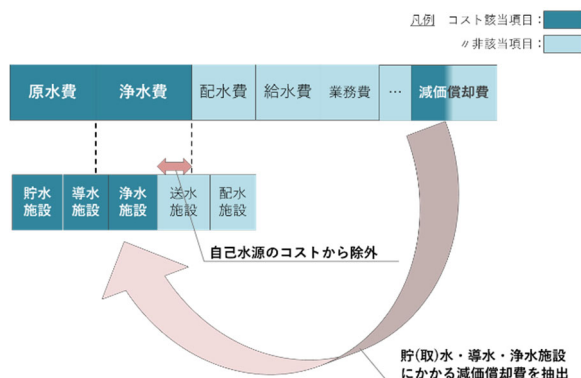 凡例 コスト該当項目：
〃非該当項目：
原水費 浄水費 配水費 給水費 業務費 … 減価償却費
貯水 導水 浄水 送水 配水
施設 施設 施設 施設 施設
自己水源のコストから除外
貯(取)水・導水・浄水施設
にかかる減価償却費を抽出